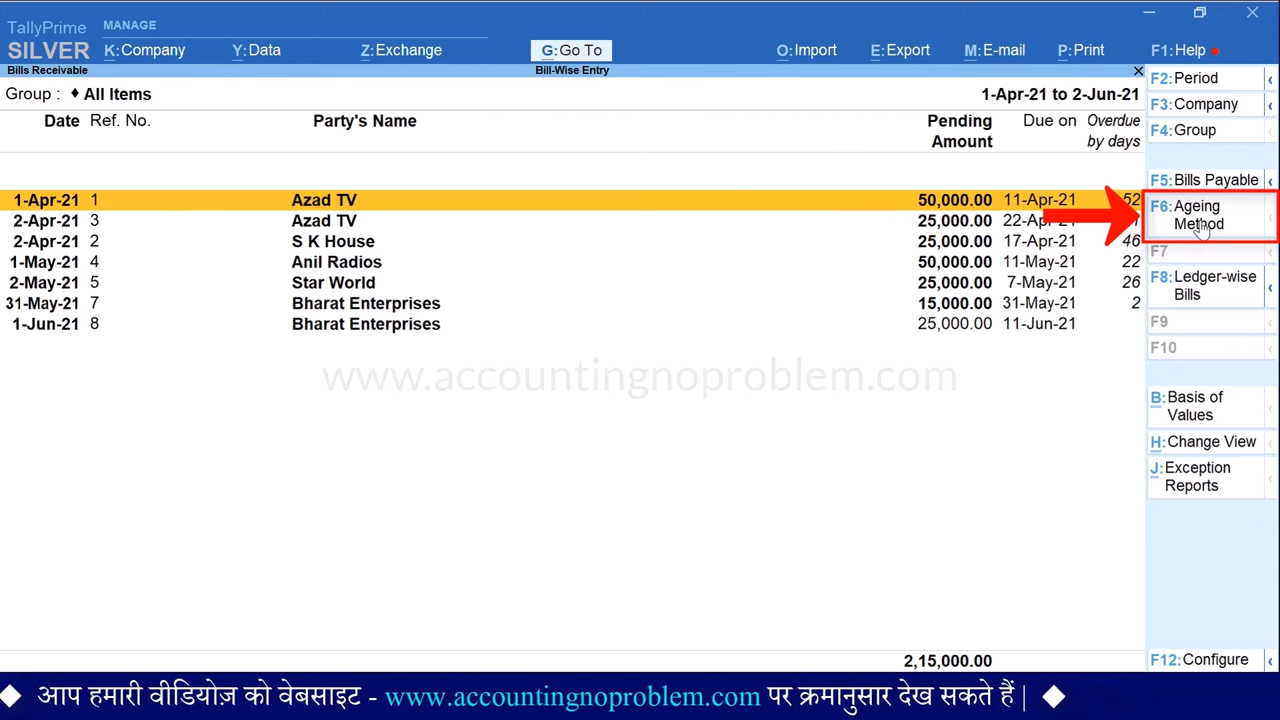 TallyPrime MANAGE
SILVER K:Company Y:Data Z:Exchange G:Go To O:Import E:Export M:E-mail P:Print F1:Help
Bills Receivable Bill-Wise Entry
Group : ♦ All Items 1-Apr-21 to 2-Jun-21
Date Ref. No. Party's Name Pending Due on Overdue
Amount by days
1-Apr-21 1 Azad TV 50,000.00 11-Apr-21 52
2-Apr-21 3 Azad TV 25,000.00 22-Apr-21
2-Apr-21 2 S K House 25,000.00 17-Apr-21 46
1-May-21 4 Anil Radios 50,000.00 11-May-21 22
2-May-21 5 Star World 25,000.00 7-May-21 26
31-May-21 7 Bharat Enterprises 15,000.00 31-May-21 2
1-Jun-21 8 Bharat Enterprises 25,000.00 11-Jun-21
www.accountingnoproblem.com
2,15,000.00
F2:Period
F3:Company
F4:Group
F5:Bills Payable
F6:Ageing
Method
F7
F8:Ledger-wise
Bills
F9
F10
B:Basis of
Values
H:Change View
J:Exception
Reports
F12:Configure
◆ आप हमारी वीडियोज़ को वेबसाइट - www.accountingnoproblem.com पर क्रमानुसार देख सकते हैं | ◆